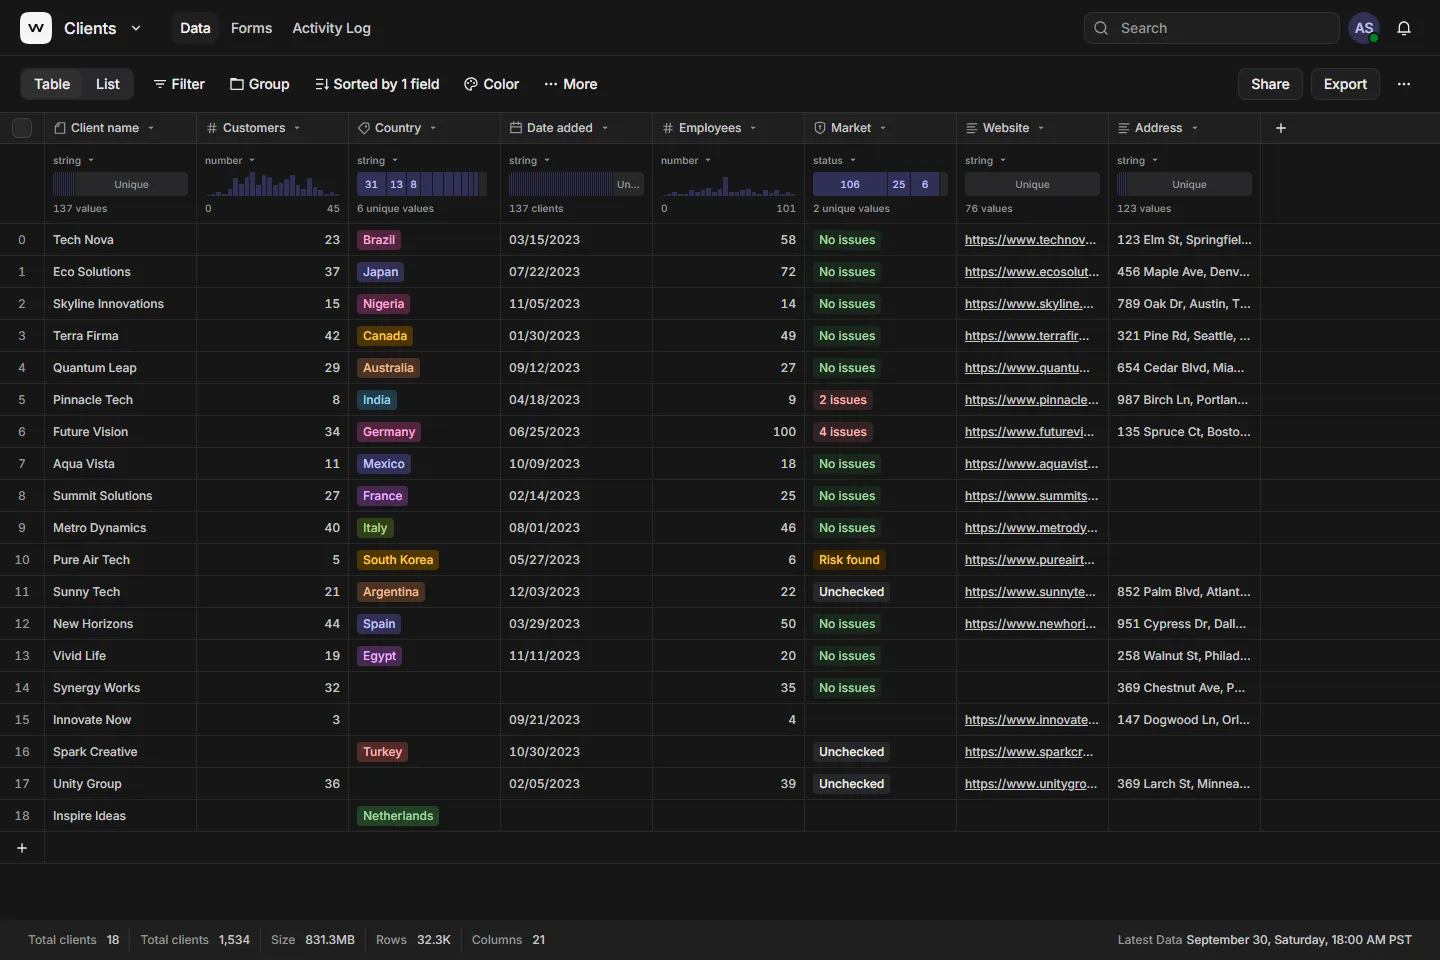 w Clients Data Forms Activity Log Search AS
Table List Filter Group Sorted by 1 field Color More Share Export
Client name Customers Country Date added Employees Market Website Address
string number string string number status string string
Unique 31 13 8 Un... 106 25 6 Unique Unique
137 values 0 45 6 unique values 137 clients 0 101 2 unique values 76 values 123 values
0 Tech Nova 23 Brazil 03/15/2023 58 No issues https://www.technov... 123 Elm St, Springfiel...
1 Eco Solutions 37 Japan 07/22/2023 72 No issues https://www.ecosolut... 456 Maple Ave, Denv...
2 Skyline Innovations 15 Nigeria 11/05/2023 14 No issues https://www.skyline.... 789 Oak Dr, Austin, T...
3 Terra Firma 42 Canada 01/30/2023 49 No issues https://www.terrafir... 321 Pine Rd, Seattle, ...
4 Quantum Leap 29 Australia 09/12/2023 27 No issues https://www.quantu... 654 Cedar Blvd, Mia...
5 Pinnacle Tech 8 India 04/18/2023 9 2 issues https://www.pinnacle... 987 Birch Ln, Portlan...
6 Future Vision 34 Germany 06/25/2023 100 4 issues https://www.futurevi... 135 Spruce Ct, Bosto...
7 Aqua Vista 11 Mexico 10/09/2023 18 No issues https://www.aquavist...
8 Summit Solutions 27 France 02/14/2023 25 No issues https://www.summits...
9 Metro Dynamics 40 Italy 08/01/2023 46 No issues https://www.metrody...
10 Pure Air Tech 5 South Korea 05/27/2023 6 Risk found https://www.pureairt...
11 Sunny Tech 21 Argentina 12/03/2023 22 Unchecked https://www.sunnyte... 852 Palm Blvd, Atlant...
12 New Horizons 44 Spain 03/29/2023 50 No issues https://www.newhori... 951 Cypress Dr, Dall...
13 Vivid Life 19 Egypt 11/11/2023 20 No issues 258 Walnut St, Philad...
14 Synergy Works 32 35 No issues 369 Chestnut Ave, P...
15 Innovate Now 3 09/21/2023 4 https://www.innovate... 147 Dogwood Ln, Orl...
16 Spark Creative Turkey 10/30/2023 Unchecked https://www.sparkcr...
17 Unity Group 36 02/05/2023 39 Unchecked https://www.unitygro... 369 Larch St, Minnea...
18 Inspire Ideas Netherlands
Total clients 18 Total clients 1,534 Size 831.3MB Rows 32.3K Columns 21 Latest Data September 30, Saturday, 18:00 AM PST